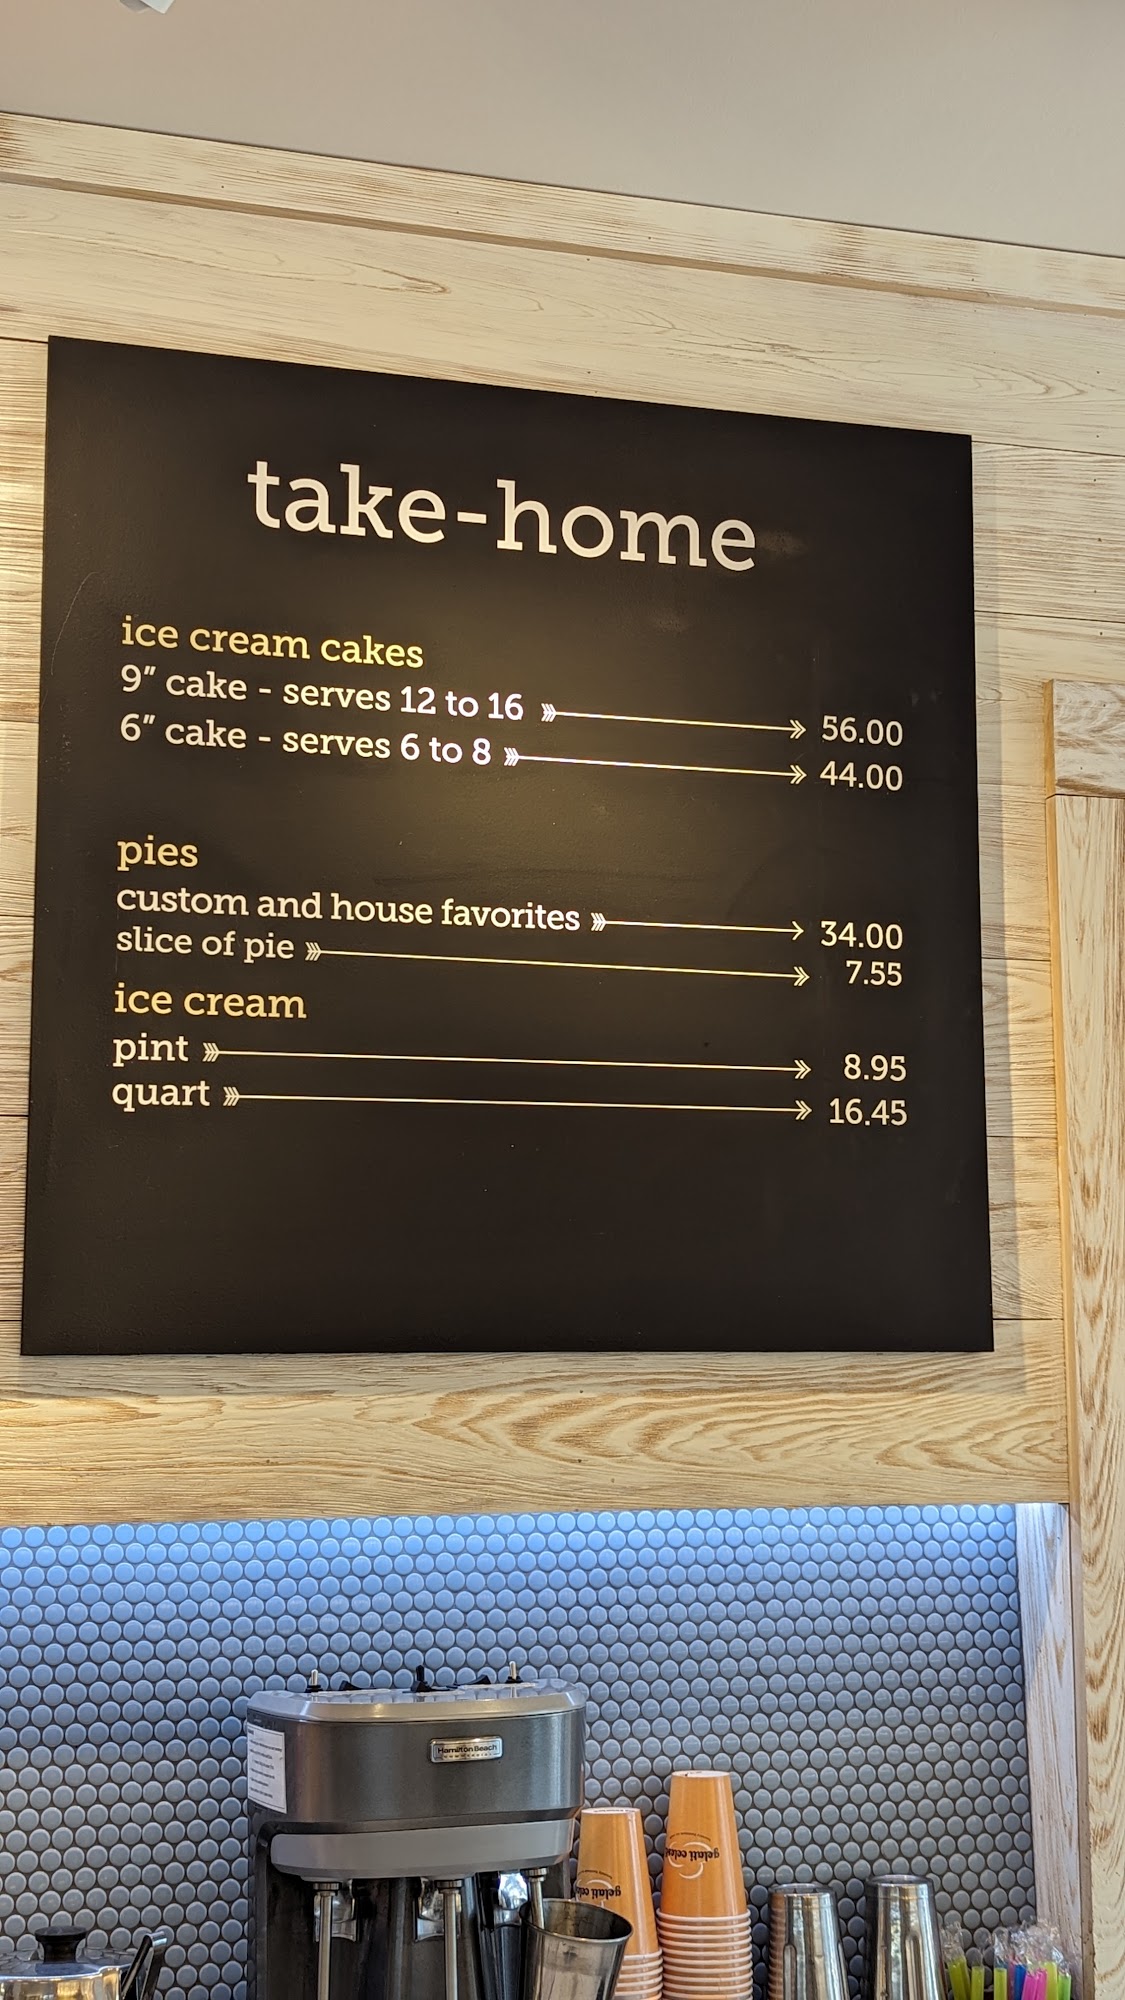 take-home
ice cream cakes
9" cake - serves 12 to 16 56.00
6" cake - serves 6 to 8 44.00
pies
custom and house favorites 34.00
slice of pie 7.55
ice cream
pint 8.95
quart 16.45
Hamilton Beach
gelati
gelati